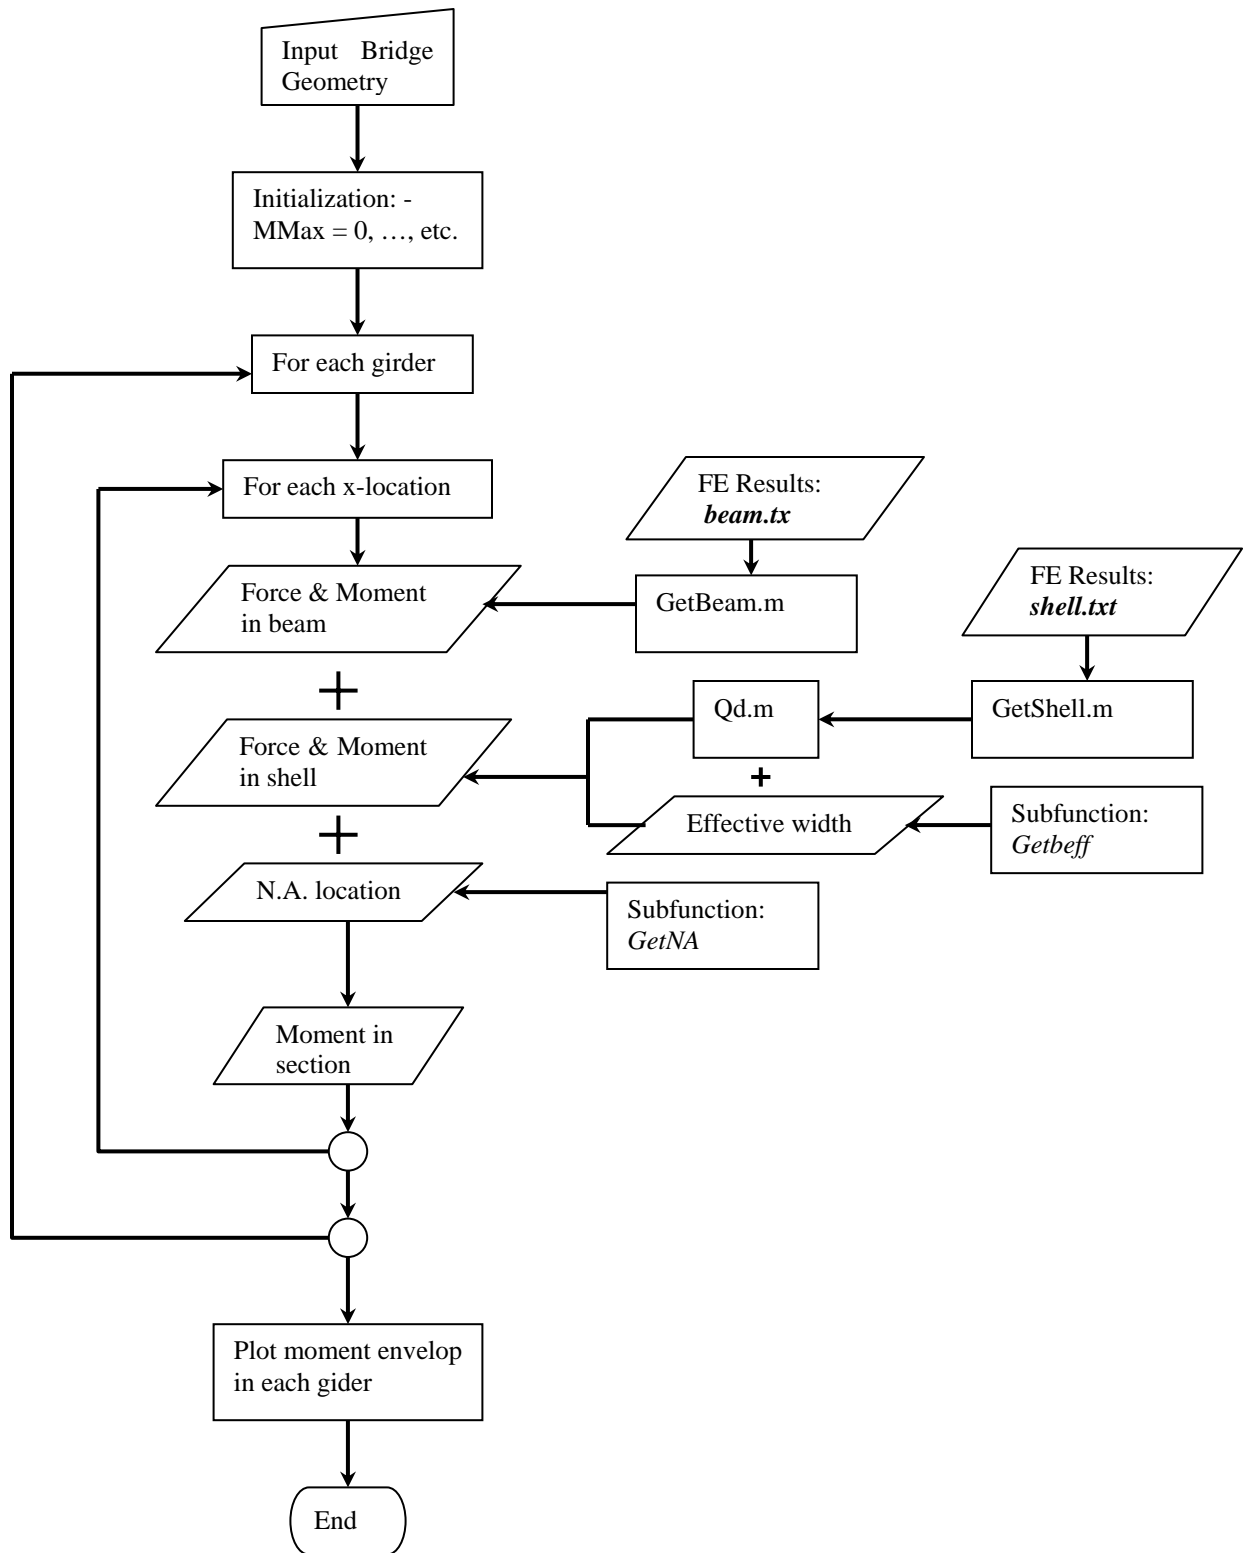 Input Bridge
Geometry
Initialization: -
MMax = 0, …, etc.
For each girder
For each x-location
FE Results:
beam.tx
FE Results:
shell.txt
Force & Moment
in beam
GetBeam.m
+
Force & Moment
in shell
Qd.m
GetShell.m
+
Effective width
Subfunction:
Getbeff
+
N.A. location
Subfunction:
GetNA
Moment in
section
Plot moment envelop
in each gider
End